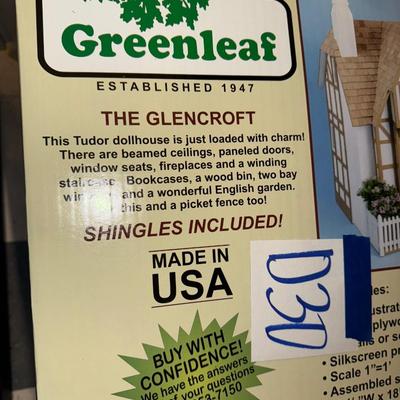 Greenleaf
ESTABLISHED 1947
THE GLENCROFT
This Tudor dollhouse is just loaded with charm!
There are beamed ceilings, paneled doors,
window seats, fireplaces and a winding
staircase. Bookcases, a wood bin, two bay
and a wonderful English garden.
this and a picket fence too!
SHINGLES INCLUDED!
MADE IN
USA
D30
BUY WITH
CONFIDENCE!
We have the answers
of your questions
-7150
• Silkscreen
• Scale 1"=1'
• Assembled
"W x 18